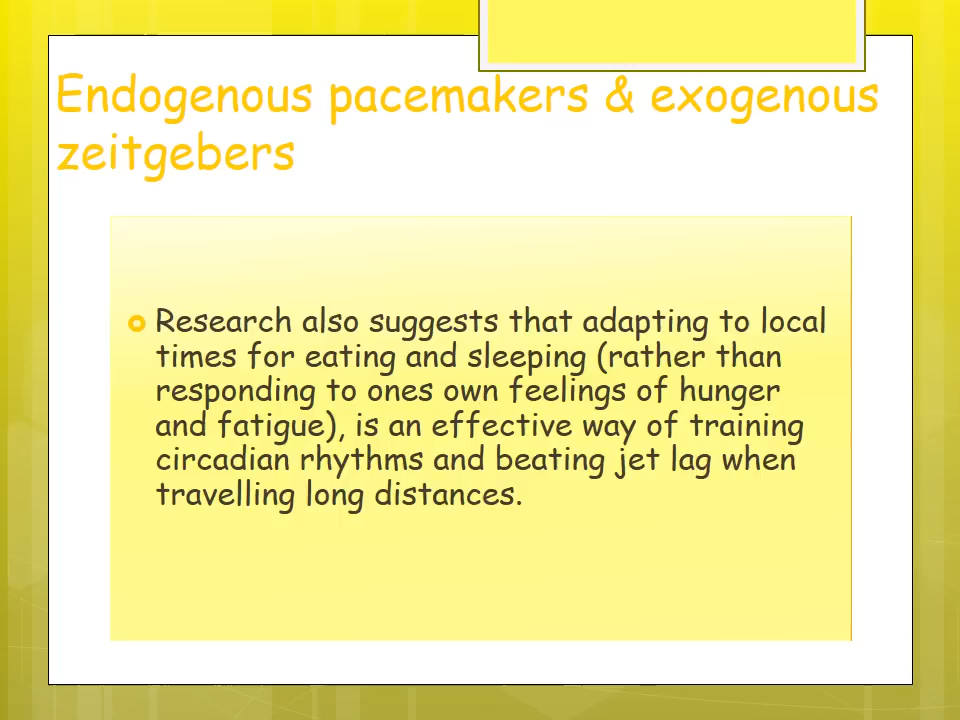 Endogenous pacemakers & exogenous
zeitgebers
Research also suggests that adapting to local
times for eating and sleeping (rather than
responding to ones own feelings of hunger
and fatigue), is an effective way of training
circadian rhythms and beating jet lag when
travelling long distances.